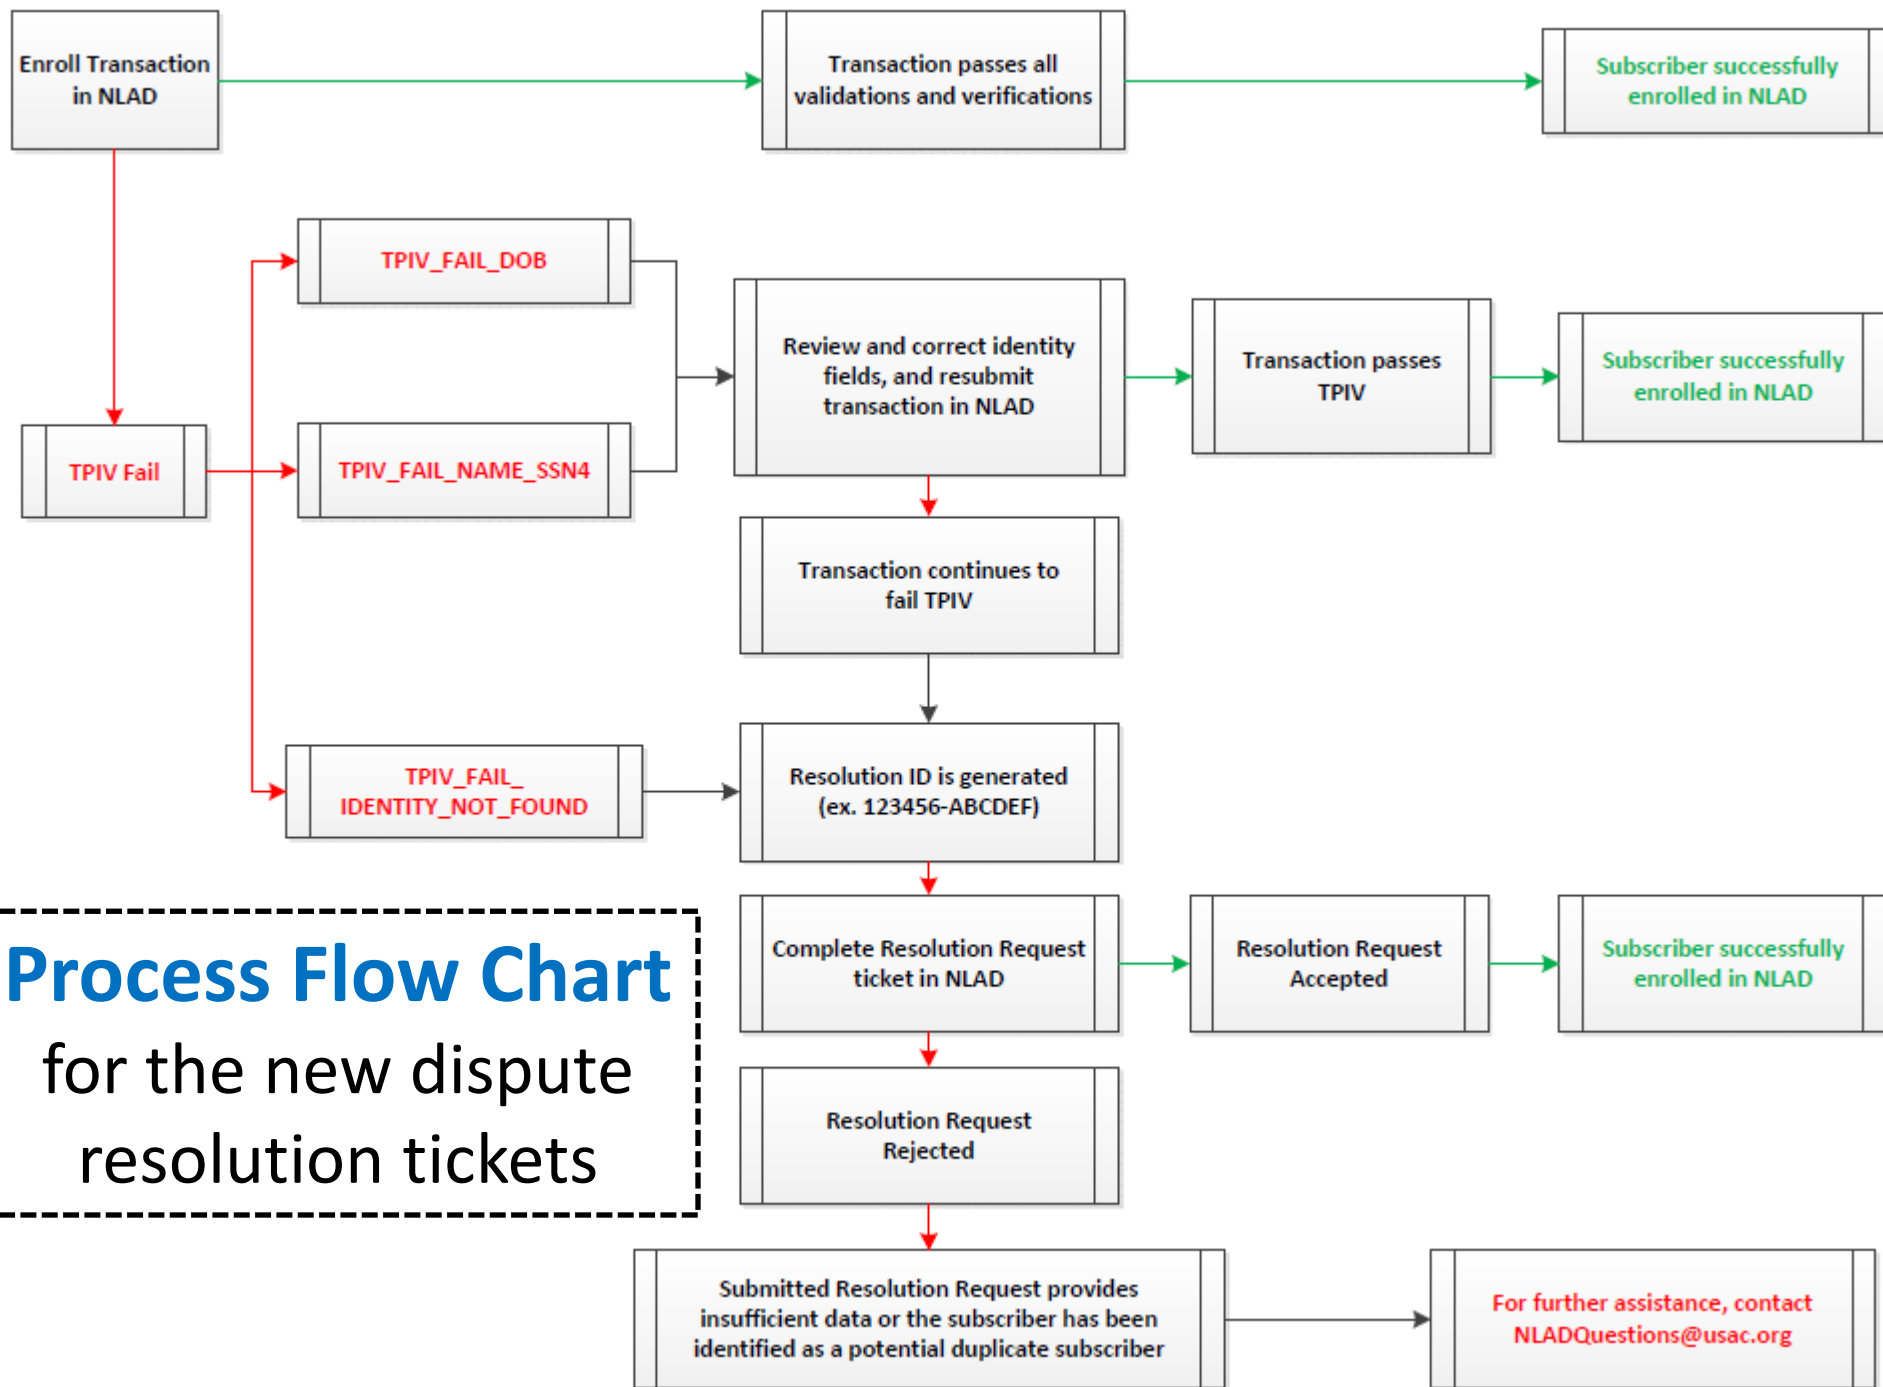 Enroll Transaction
in NLAD
Transaction passes all
validations and verifications
Subscriber successfully
enrolled in NLAD
TPIV_FAIL_DOB
Review and correct identity
fields, and resubmit
transaction in NLAD
Transaction passes
TPIV
Subscriber successfully
enrolled in NLAD
TPIV Fail
TPIV_FAIL_NAME_SSN4
Transaction continues to
fail TPIV
TPIV_FAIL_
IDENTITY_NOT_FOUND
Resolution ID is generated
(ex. 123456-ABCDEF)
Complete Resolution Request
ticket in NLAD
Resolution Request
Accepted
Subscriber successfully
enrolled in NLAD
Process Flow Chart
for the new dispute
resolution tickets
Resolution Request
Rejected
Submitted Resolution Request provides
insufficient data or the subscriber has been
identified as a potential duplicate subscriber
For further assistance, contact
NLADQuestions@usac.org